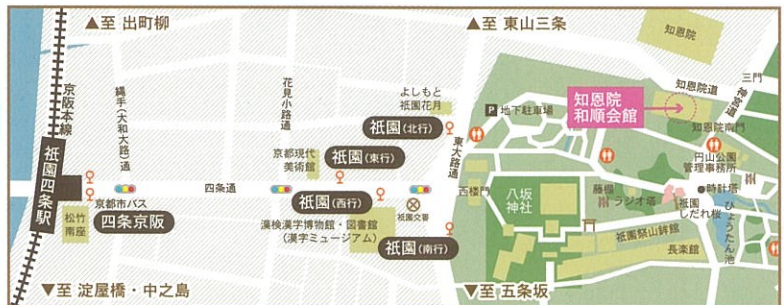 ▲至 出町柳
▲至 東山三条
知恩院
三門
京阪本線
縄手(大和大路)通
花見小路通
よしもと
祇園花月
祇園(北行)
P 地下駐車場
知恩院
和順会館
知恩院道
神宮道
知恩院南門
京都現代
美術館
祇園(東行)
東大路通
円山公園
管理事務所
祇園四条駅
四条通
祇園(西行)
西楼門
八坂
神社
藤棚
ラジオ塔
時計塔
祇園
しだれ桜
ひょうたん池
京都市バス
四条京阪
松竹
南座
漢検漢字博物館・図書館
(漢字ミュージアム)
祇園交番
祇園(南行)
祇園祭山鉾館
長楽館
▼至 淀屋橋・中之島
▼至 五条坂